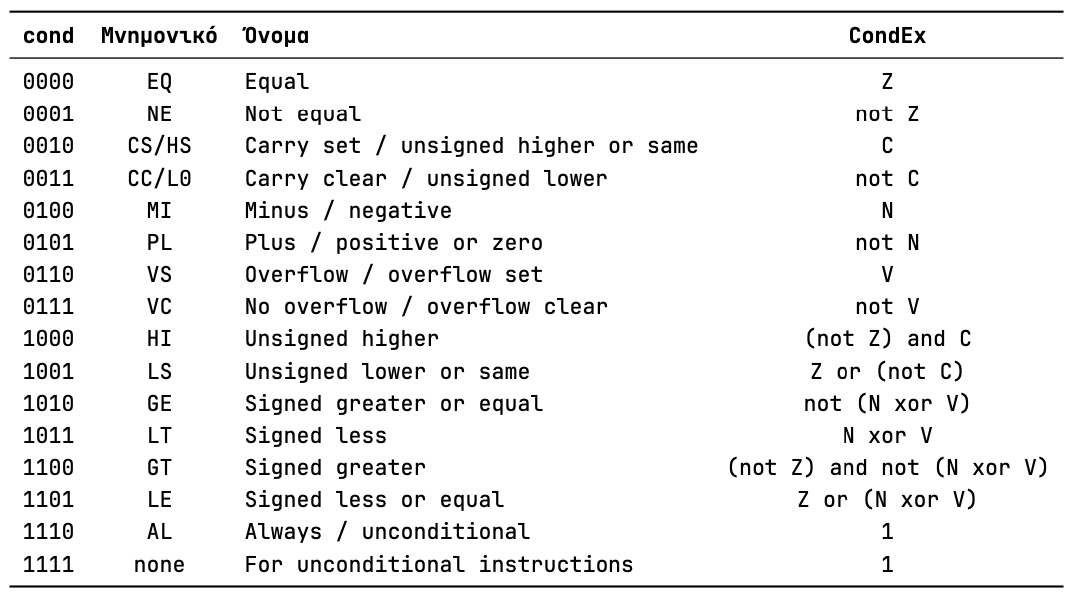 cond Μνημονικό Όνομα CondEx
0000 EQ Equal Z
0001 NE Not equal not Z
0010 CS/HS Carry set / unsigned higher or same C
0011 CC/L0 Carry clear / unsigned lower not C
0100 MI Minus / negative N
0101 PL Plus / positive or zero not N
0110 VS Overflow / overflow set V
0111 VC No overflow / overflow clear not V
1000 HI Unsigned higher (not Z) and C
1001 LS Unsigned lower or same Z or (not C)
1010 GE Signed greater or equal not (N xor V)
1011 LT Signed less N xor V
1100 GT Signed greater (not Z) and not (N xor V)
1101 LE Signed less or equal Z or (N xor V)
1110 AL Always / unconditional 1
1111 none For unconditional instructions 1